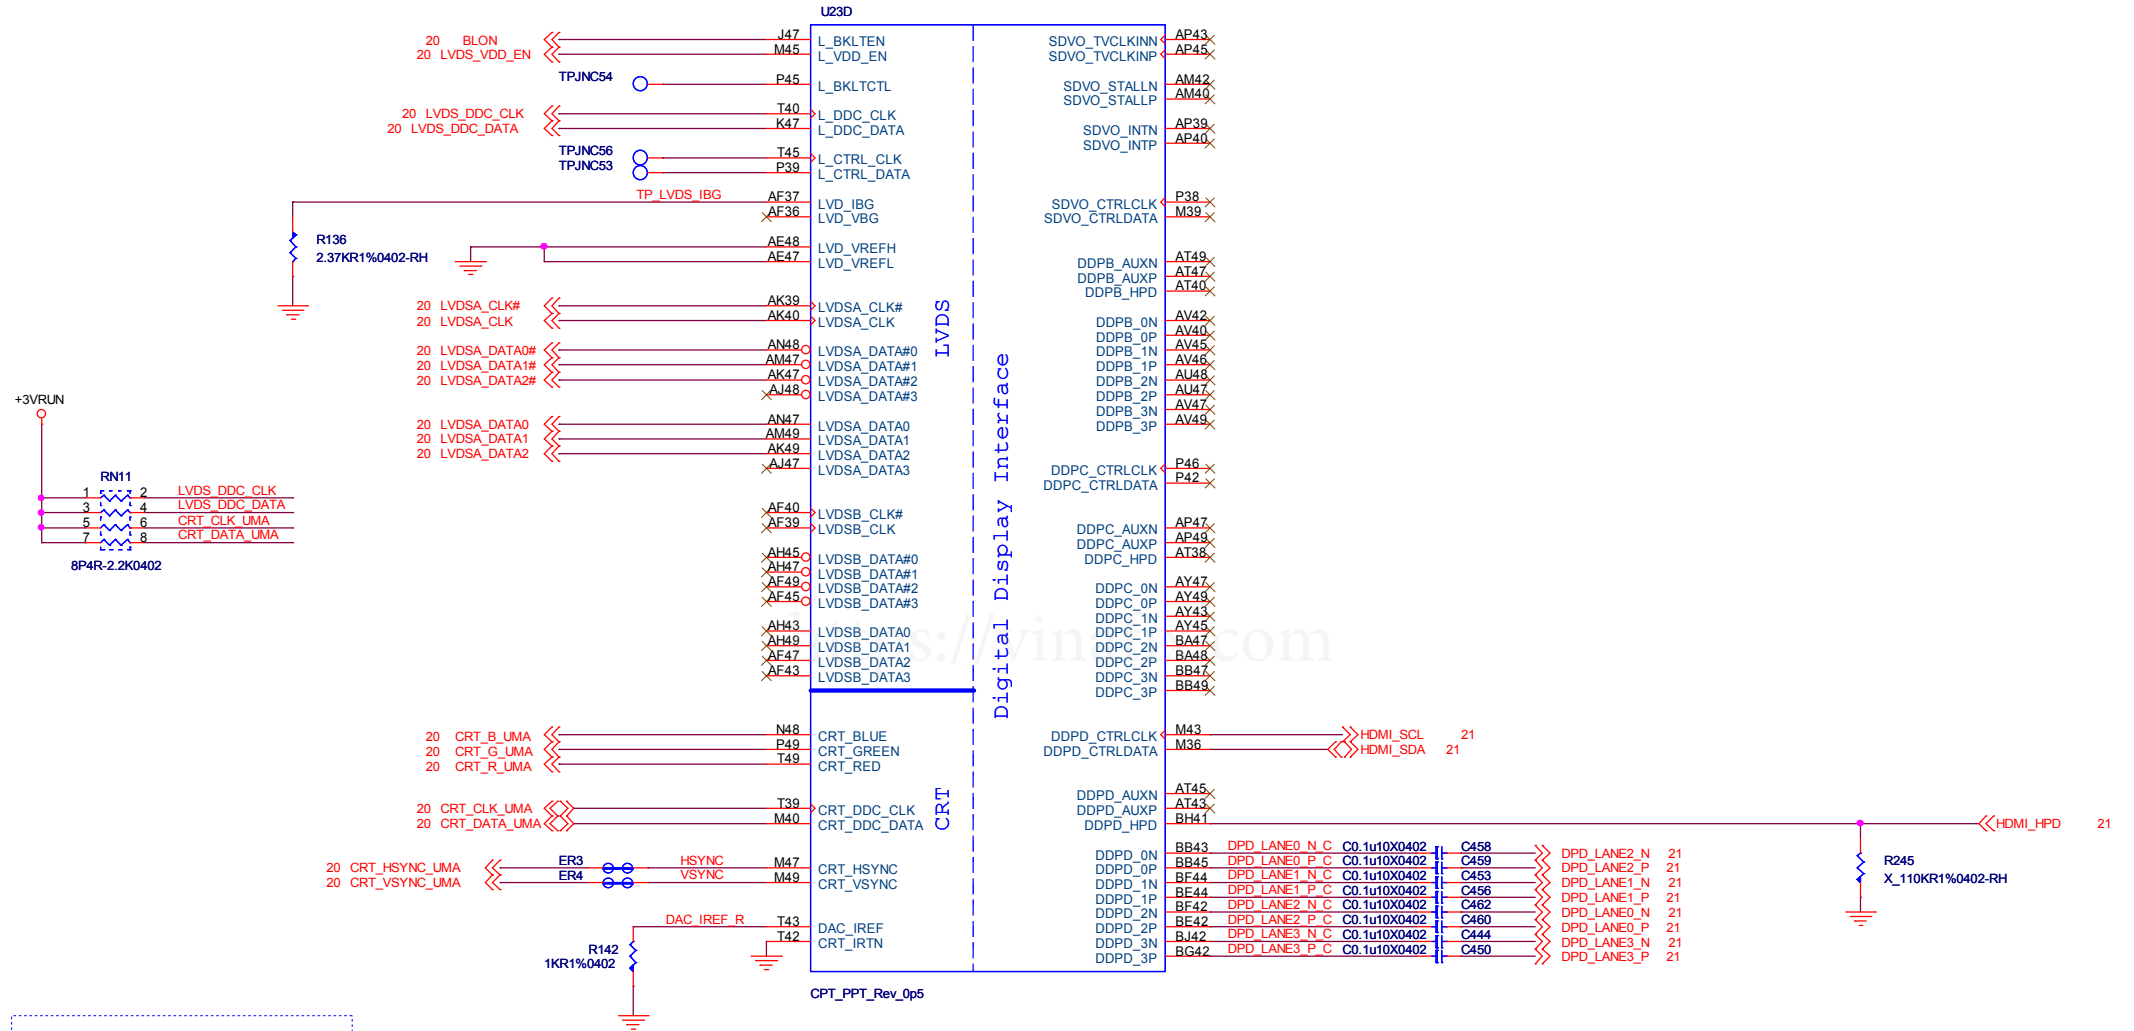 U23D
20 BLON
20 LVDS_VDD_EN
TPJNC54
20 LVDS_DDC_CLK
20 LVDS_DDC_DATA
TPJNC56
TPJNC53
TP_LVDS_IBG
R136
2.37KR1%0402-RH
20 LVDSA_CLK#
20 LVDSA_CLK
20 LVDSA_DATA0#
20 LVDSA_DATA1#
20 LVDSA_DATA2#
20 LVDSA_DATA0
20 LVDSA_DATA1
20 LVDSA_DATA2
+3VRUN
RN11
1 2 LVDS_DDC_CLK
3 4 LVDS_DDC_DATA
5 6 CRT_CLK_UMA
7 8 CRT_DATA_UMA
8P4R-2.2K0402
20 CRT_B_UMA
20 CRT_G_UMA
20 CRT_R_UMA
20 CRT_CLK_UMA
20 CRT_DATA_UMA
20 CRT_HSYNC_UMA ER3 HSYNC
20 CRT_VSYNC_UMA ER4 VSYNC
DAC_IREF_R
R142
1KR1%0402
J47 L_BKLTEN
M45 L_VDD_EN
P45 L_BKLTCTL
T40 L_DDC_CLK
K47 L_DDC_DATA
T45 L_CTRL_CLK
P39 L_CTRL_DATA
AF37 LVD_IBG
AF36 LVD_VBG
AE48 LVD_VREFH
AE47 LVD_VREFL
AK39 LVDSA_CLK#
AK40 LVDSA_CLK
AN48 LVDSA_DATA#0
AM47 LVDSA_DATA#1
AK47 LVDSA_DATA#2
AJ48 LVDSA_DATA#3
AN47 LVDSA_DATA0
AM49 LVDSA_DATA1
AK49 LVDSA_DATA2
AJ47 LVDSA_DATA3
AF40 LVDSB_CLK#
AF39 LVDSB_CLK
AH45 LVDSB_DATA#0
AH47 LVDSB_DATA#1
AF49 LVDSB_DATA#2
AF45 LVDSB_DATA#3
AH43 LVDSB_DATA0
AH49 LVDSB_DATA1
AF47 LVDSB_DATA2
AF43 LVDSB_DATA3
N48 CRT_BLUE
P49 CRT_GREEN
T49 CRT_RED
T39 CRT_DDC_CLK
M40 CRT_DDC_DATA
M47 CRT_HSYNC
M49 CRT_VSYNC
T43 DAC_IREF
T42 CRT_IRTN
LVDS
CRT
Digital Display Interface
SDVO_TVCLKINN AP43
SDVO_TVCLKINP AP45
SDVO_STALLN AM42
SDVO_STALLP AM40
SDVO_INTN AP39
SDVO_INTP AP40
SDVO_CTRLCLK P38
SDVO_CTRLDATA M39
DDPB_AUXN AT49
DDPB_AUXP AT47
DDPB_HPD AT40
DDPB_0N AV42
DDPB_0P AV40
DDPB_1N AV45
DDPB_1P AV46
DDPB_2N AU48
DDPB_2P AU47
DDPB_3N AV47
DDPB_3P AV49
DDPC_CTRLCLK P46
DDPC_CTRLDATA P42
DDPC_AUXN AP47
DDPC_AUXP AP49
DDPC_HPD AT38
DDPC_0N AY47
DDPC_0P AY49
DDPC_1N AY43
DDPC_1P AY45
DDPC_2N BA47
DDPC_2P BA48
DDPC_3N BB47
DDPC_3P BB49
DDPD_CTRLCLK M43 HDMI_SCL 21
DDPD_CTRLDATA M36 HDMI_SDA 21
DDPD_AUXN AT45
DDPD_AUXP AT43
DDPD_HPD BH41 HDMI_HPD 21
DDPD_0N BB43 DPD_LANE0_N_C C0.1u10X0402 C458 DPD_LANE2_N 21
DDPD_0P BB45 DPD_LANE0_P_C C0.1u10X0402 C459 DPD_LANE2_P 21
DDPD_1N BF44 DPD_LANE1_N_C C0.1u10X0402 C453 DPD_LANE1_N 21
DDPD_1P BE44 DPD_LANE1_P_C C0.1u10X0402 C456 DPD_LANE1_P 21
DDPD_2N BF42 DPD_LANE2_N_C C0.1u10X0402 C462 DPD_LANE0_N 21
DDPD_2P BE42 DPD_LANE2_P_C C0.1u10X0402 C460 DPD_LANE0_P 21
DDPD_3N BJ42 DPD_LANE3_N_C C0.1u10X0402 C444 DPD_LANE3_N 21
DDPD_3P BG42 DPD_LANE3_P_C C0.1u10X0402 C450 DPD_LANE3_P 21
R245
X_110KR1%0402-RH
CPT_PPT_Rev_0p5